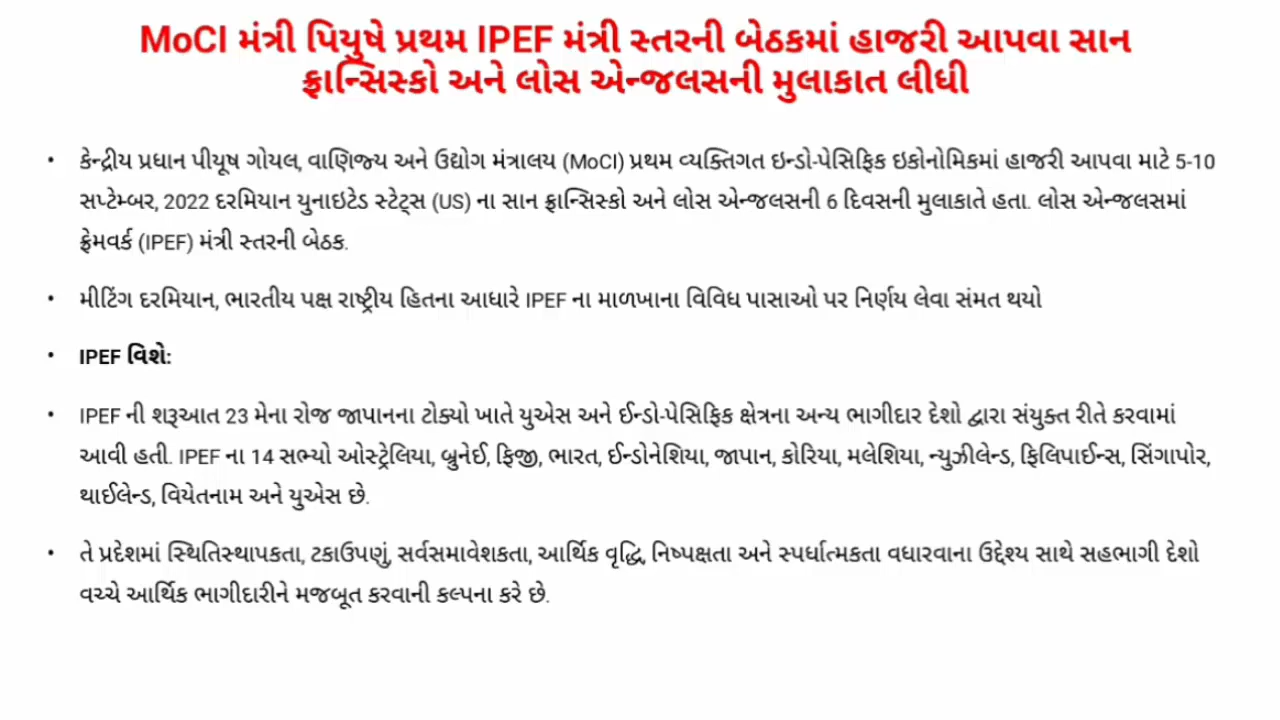 MoCI મંત્રી પિયુષે પ્રથમ IPEF મંત્રી સ્તરની બેઠકમાં હાજરી આપવા સાન
ફ્રાન્સિસ્કો અને લોસ એન્જલસની મુલાકાત લીધી
• કેન્દ્રીય પ્રધાન પીયૂષ ગોયલ, વાણિજ્ય અને ઉદ્યોગ મંત્રાલય (MoCI) પ્રથમ વ્યક્તિગત ઇન્ડો-પેસિફિક ઇકોનોમિકમાં હાજરી આપવા માટે 5-10
સપ્ટેમ્બર, 2022 દરમિયાન યુનાઇટેડ સ્ટેટ્સ (US) ના સાન ફ્રાન્સિસ્કો અને લોસ એન્જલસની 6 દિવસની મુલાકાતે હતા. લોસ એન્જલસમાં
ફ્રેમવર્ક (IPEF) મંત્રી સ્તરની બેઠક.
• મીટિંગ દરમિયાન, ભારતીય પક્ષ રાષ્ટ્રીય હિતના આધારે IPEF ના માળખાના વિવિધ પાસાઓ પર નિર્ણય લેવા સંમત થયો
• IPEF વિશે:
• IPEF ની શરૂઆત 23 મેના રોજ જાપાનના ટોક્યો ખાતે યુએસ અને ઈન્ડો-પેસિફિક ક્ષેત્રના અન્ય ભાગીદાર દેશો દ્વારા સંયુક્ત રીતે કરવામાં
આવી હતી. IPEF ના 14 સભ્યો ઓસ્ટ્રેલિયા, બ્રુનેઈ, ફિજી, ભારત, ઈન્ડોનેશિયા, જાપાન, કોરિયા, મલેશિયા, ન્યુઝીલેન્ડ, ફિલિપાઈન્સ, સિંગાપોર,
થાઈલેન્ડ, વિયેતનામ અને યુએસ છે.
• તે પ્રદેશમાં સ્થિતિસ્થાપકતા, ટકાઉપણું, સર્વસમાવેશકતા, આર્થિક વૃદ્ધિ, નિષ્પક્ષતા અને સ્પર્ધાત્મકતા વધારવાના ઉદ્દેશ્ય સાથે સહભાગી દેશો
વચ્ચે આર્થિક ભાગીદારીને મજબૂત કરવાની કલ્પના કરે છે.